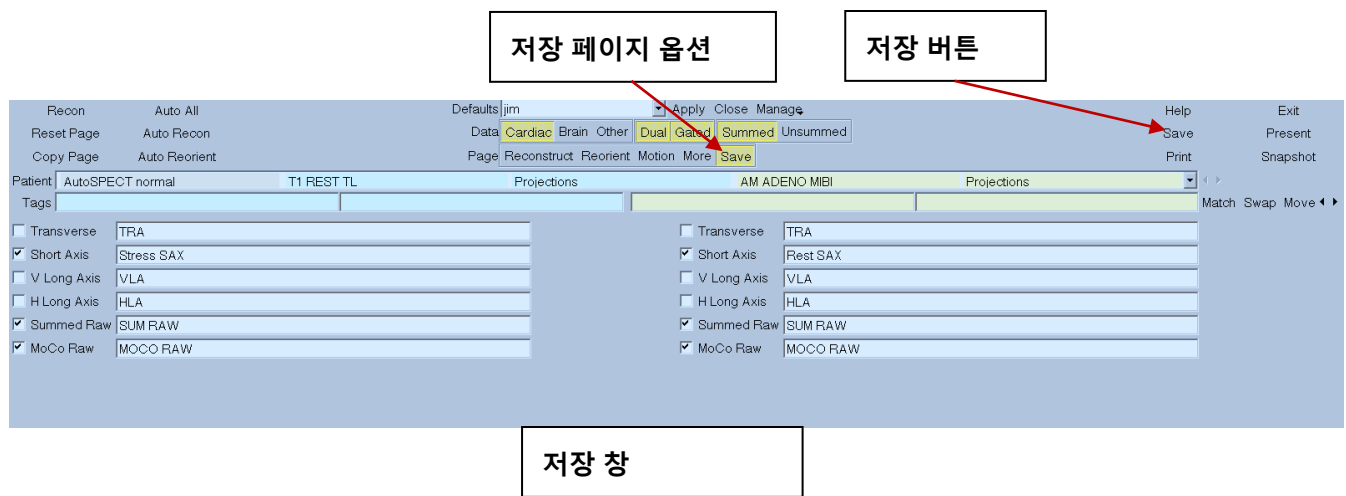 저장 페이지 옵션 저장 버튼
Recon Auto All Defaults jim Apply Close Manage Help Exit
Reset Page Auto Recon Data Cardiac Brain Other Dual Gated Summed Unsummed Save Present
Copy Page Auto Reorient Page Reconstruct Reorient Motion More Save Print Snapshot
Patient AutoSPECT normal T1 REST TL Projections AM ADENO MIBI Projections
Tags Match Swap Move
Transverse TRA Transverse TRA
Short Axis Stress SAX Short Axis Rest SAX
V Long Axis VLA V Long Axis VLA
H Long Axis HLA H Long Axis HLA
Summed Raw SUM RAW Summed Raw SUM RAW
MoCo Raw MOCO RAW MoCo Raw MOCO RAW
저장 창